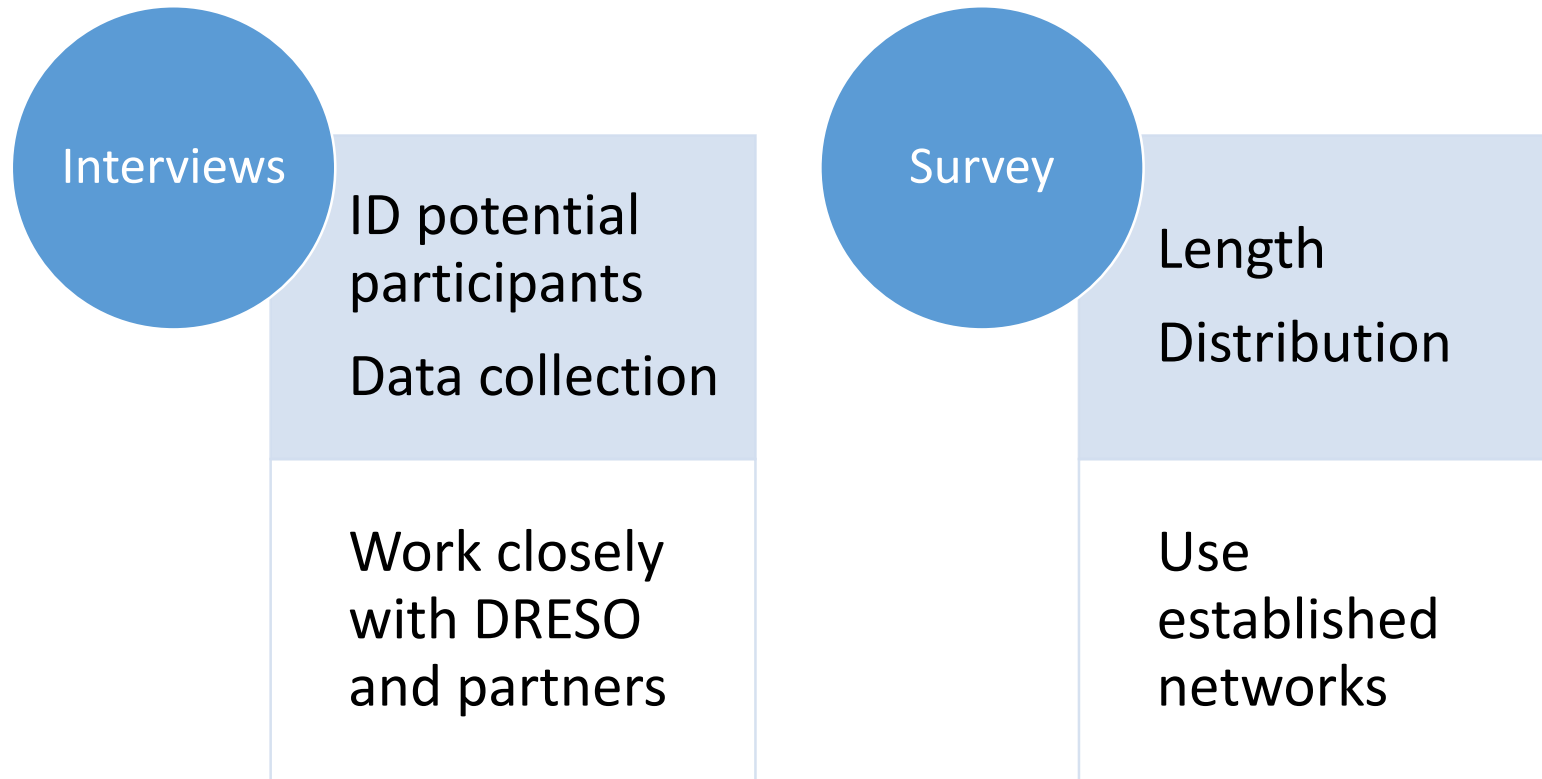 Interviews
ID potential
participants
Data collection
Work closely
with DRESO
and partners
Survey
Length
Distribution
Use
established
networks